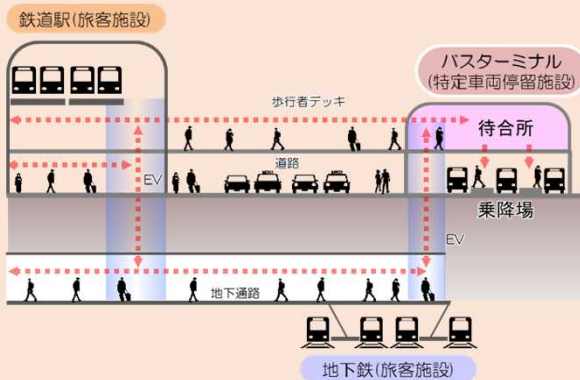 鉄道駅(旅客施設)
バスターミナル
(特定車両停留施設)
歩行者デッキ
待合所
道路
EV
乗降場
EV
地下通路
地下鉄(旅客施設)